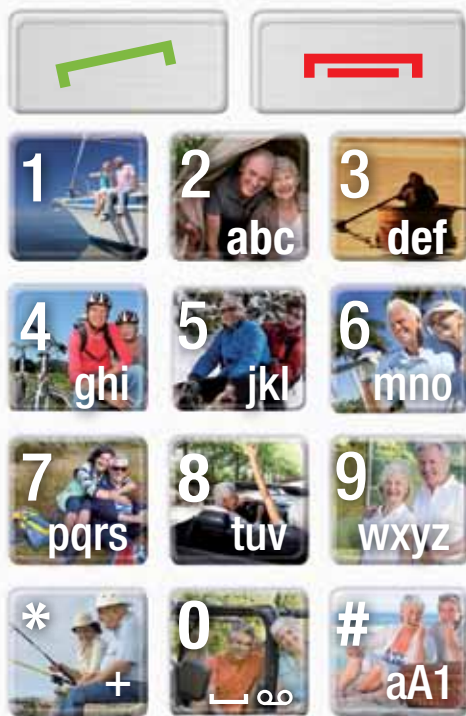 1 2 3
abc def
4 5 6
ghi jkl mno
7 8 9
pqrs tuv wxyz
* 0 #
+ aA1